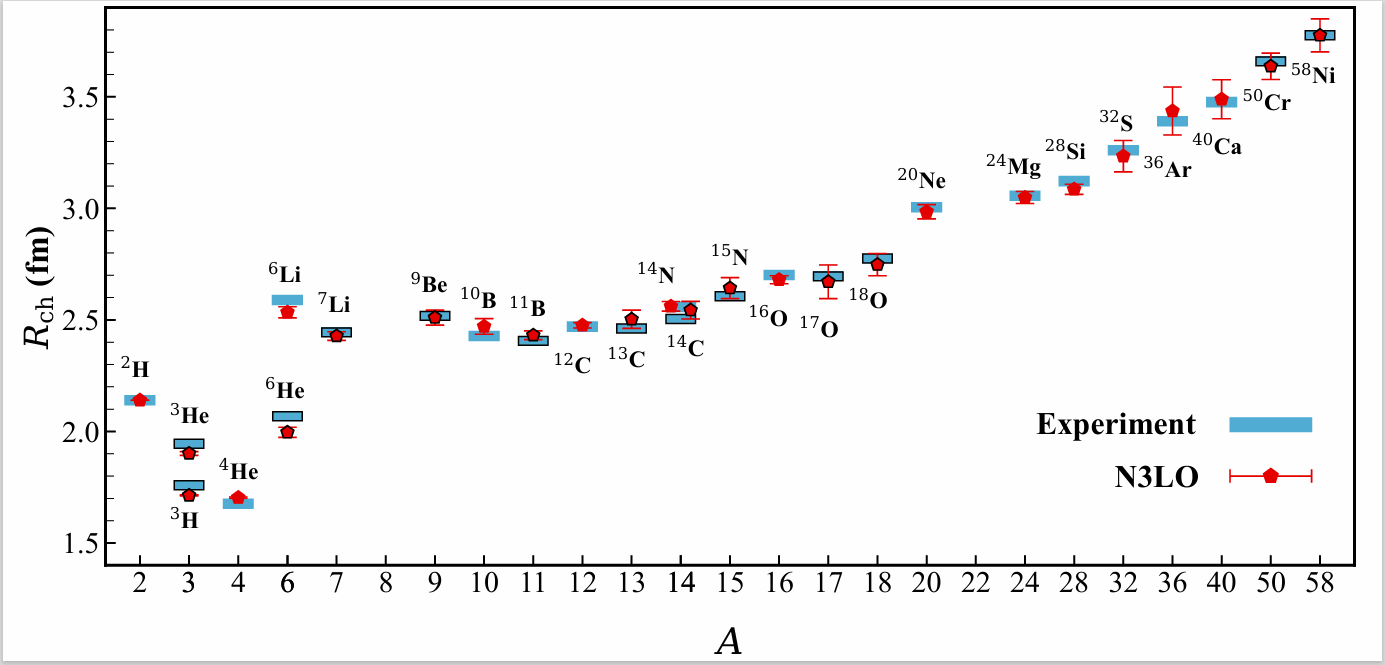 3.5
3.0
2.5
2.0
1.5
R_ch (fm)
²H
³He
³H
⁴He
⁶Li
⁶He
⁷Li
⁹Be
¹⁰B
¹¹B
¹²C
¹³C
¹⁴N
¹⁴C
¹⁵N
¹⁶O
¹⁷O
¹⁸O
²⁰Ne
²⁴Mg
²⁸Si
³²S
³⁶Ar
⁴⁰Ca
⁵⁰Cr
⁵⁸Ni
Experiment
N3LO
2 3 4 6 7 8 9 10 11 12 13 14 15 16 17 18 20 22 24 28 32 36 40 50 58
A